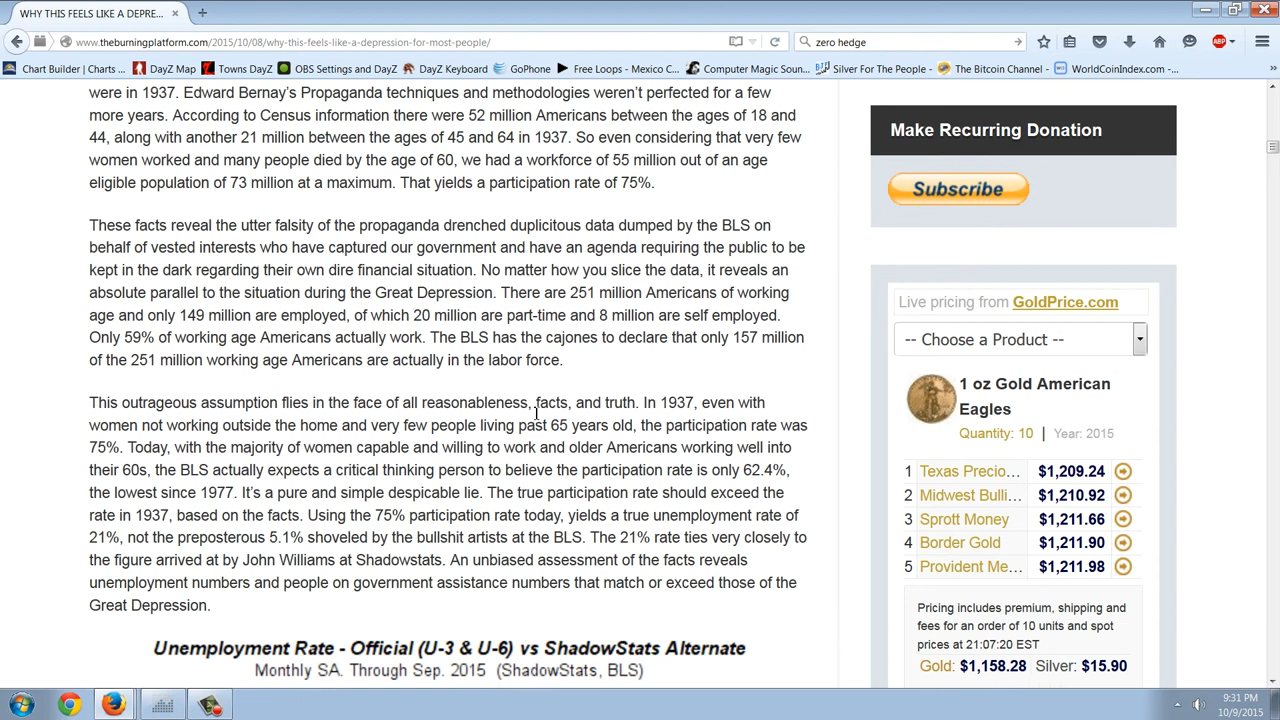 WHY THIS FEELS LIKE A DEPRE...
www.theburningplatform.com/2015/10/08/why-this-feels-like-a-depression-for-most-people/
zero hedge
ABP
Chart Builder | Charts ...
DayZ Map
Towns DayZ
OBS Settings and DayZ
DayZ Keyboard
GoPhone
Free Loops - Mexico C...
Computer Magic Soun...
Silver For The People - ...
The Bitcoin Channel - ...
WorldCoinIndex.com -...
were in 1937. Edward Bernay’s Propaganda techniques and methodologies weren’t perfected for a few
more years. According to Census information there were 52 million Americans between the ages of 18 and
44, along with another 21 million between the ages of 45 and 64 in 1937. So even considering that very few
women worked and many people died by the age of 60, we had a workforce of 55 million out of an age
eligible population of 73 million at a maximum. That yields a participation rate of 75%.
These facts reveal the utter falsity of the propaganda drenched duplicitous data dumped by the BLS on
behalf of vested interests who have captured our government and have an agenda requiring the public to be
kept in the dark regarding their own dire financial situation. No matter how you slice the data, it reveals an
absolute parallel to the situation during the Great Depression. There are 251 million Americans of working
age and only 149 million are employed, of which 20 million are part-time and 8 million are self employed.
Only 59% of working age Americans actually work. The BLS has the cajones to declare that only 157 million
of the 251 million working age Americans are actually in the labor force.
This outrageous assumption flies in the face of all reasonableness, facts, and truth. In 1937, even with
women not working outside the home and very few people living past 65 years old, the participation rate was
75%. Today, with the majority of women capable and willing to work and older Americans working well into
their 60s, the BLS actually expects a critical thinking person to believe the participation rate is only 62.4%,
the lowest since 1977. It’s a pure and simple despicable lie. The true participation rate should exceed the
rate in 1937, based on the facts. Using the 75% participation rate today, yields a true unemployment rate of
21%, not the preposterous 5.1% shoveled by the bullshit artists at the BLS. The 21% rate ties very closely to
the figure arrived at by John Williams at Shadowstats. An unbiased assessment of the facts reveals
unemployment numbers and people on government assistance numbers that match or exceed those of the
Great Depression.
Unemployment Rate - Official (U-3 & U-6) vs ShadowStats Alternate
Monthly SA. Through Sep. 2015 (ShadowStats, BLS)
Make Recurring Donation
Subscribe
Live pricing from GoldPrice.com
-- Choose a Product --
1 oz Gold American
Eagles
Quantity: 10 | Year: 2015
1 Texas Precio... $1,209.24
2 Midwest Bulli... $1,210.92
3 Sprott Money $1,211.66
4 Border Gold $1,211.90
5 Provident Me... $1,211.98
Pricing includes premium, shipping and
fees for an order of 10 units and spot
prices at 21:07:20 EST
Gold: $1,158.28 Silver: $15.90
9:31 PM
10/9/2015